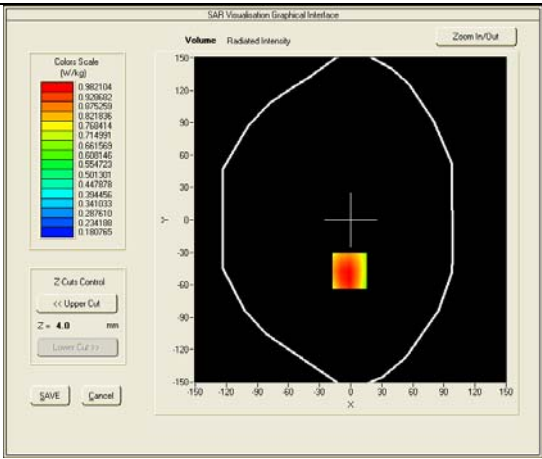 SAR Visualisation Graphical Interface
Volume Radiated Intensity
Zoom In/Out
Colors Scale
(W/kg)
0.982104
0.928682
0.875259
0.821836
0.768414
0.714991
0.661569
0.608146
0.554723
0.501301
0.447878
0.394456
0.341033
0.287610
0.234188
0.180765
Z Cuts Control
<< Upper Cut
Z = 4.0 mm
Lower Cut >>
SAVE
Cancel
150
120
90
60
30
0
-30
-60
-90
-120
-150
Y
-150 -120 -90 -60 -30 0 30 60 90 120 150
X